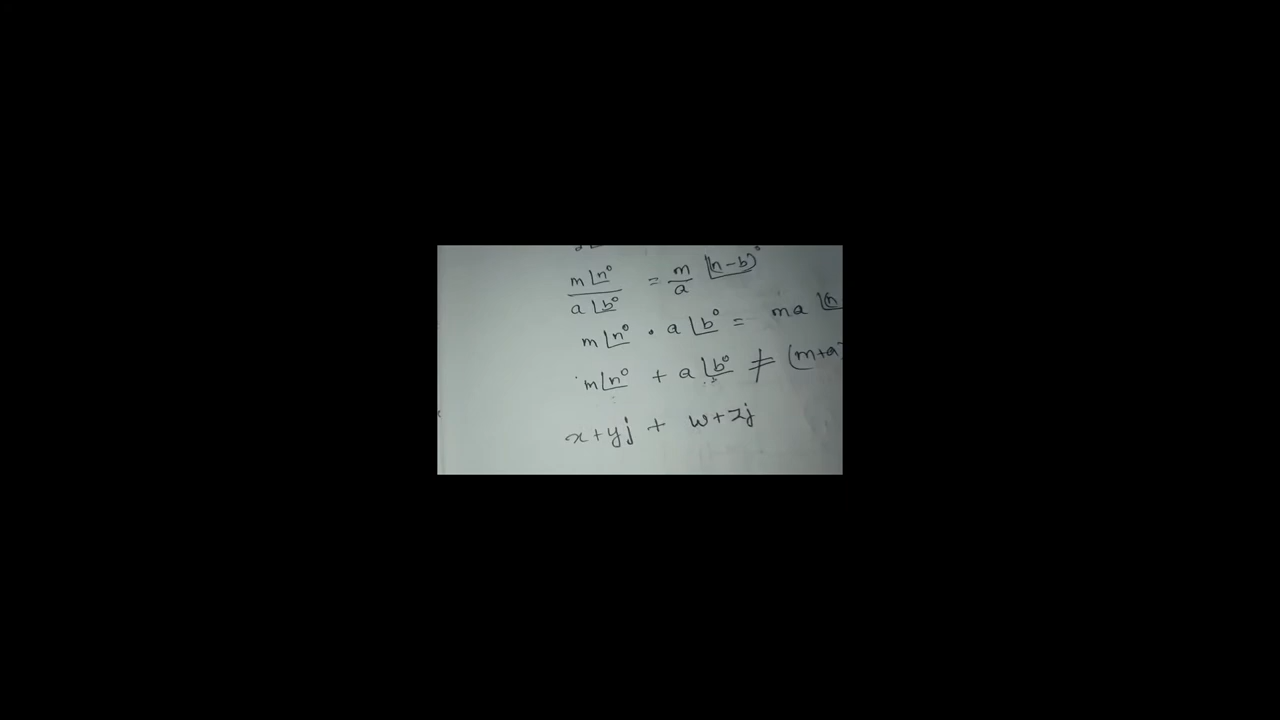 m∠n° / a∠b° = m/a ∠(n-b)°
m∠n° · a∠b° = ma ∠(n
m∠n° + a∠b° ≠ (m+a)
x+yj + w+zj